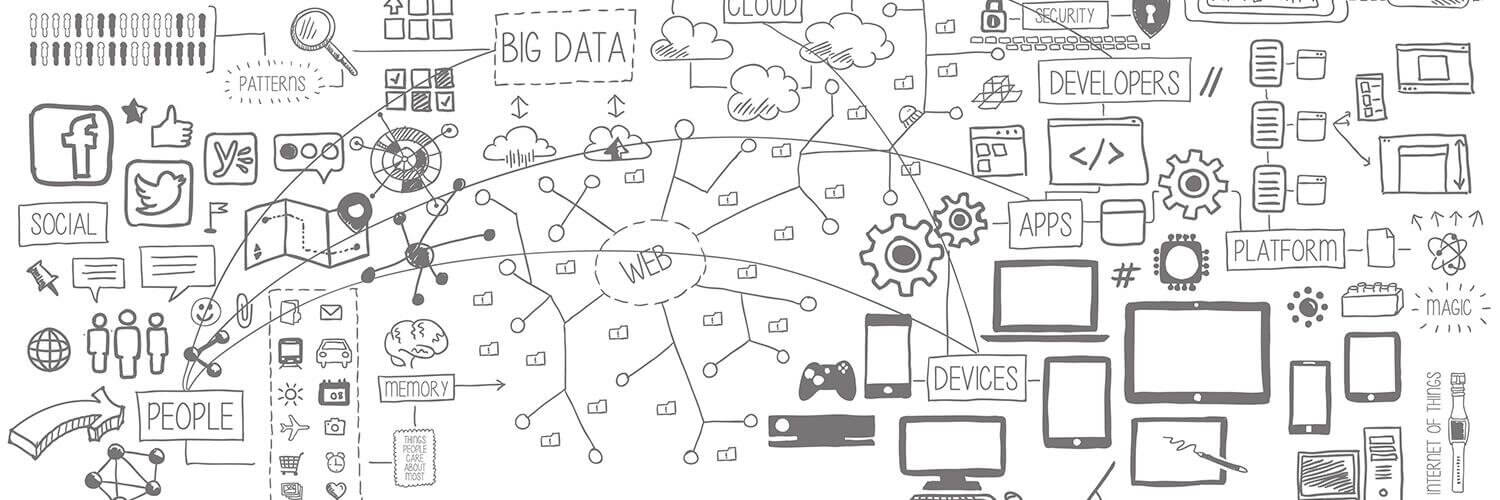 CLOUD
SECURITY
BIG DATA
PATTERNS
DEVELOPERS
//
f
y
</>
SOCIAL
APPS
PLATFORM
WEB
#
MAGIC
MEMORY
DEVICES
08
PEOPLE
THINGS
PEOPLE
CARE
ABOUT
MOST
INTERNET OF THINGS